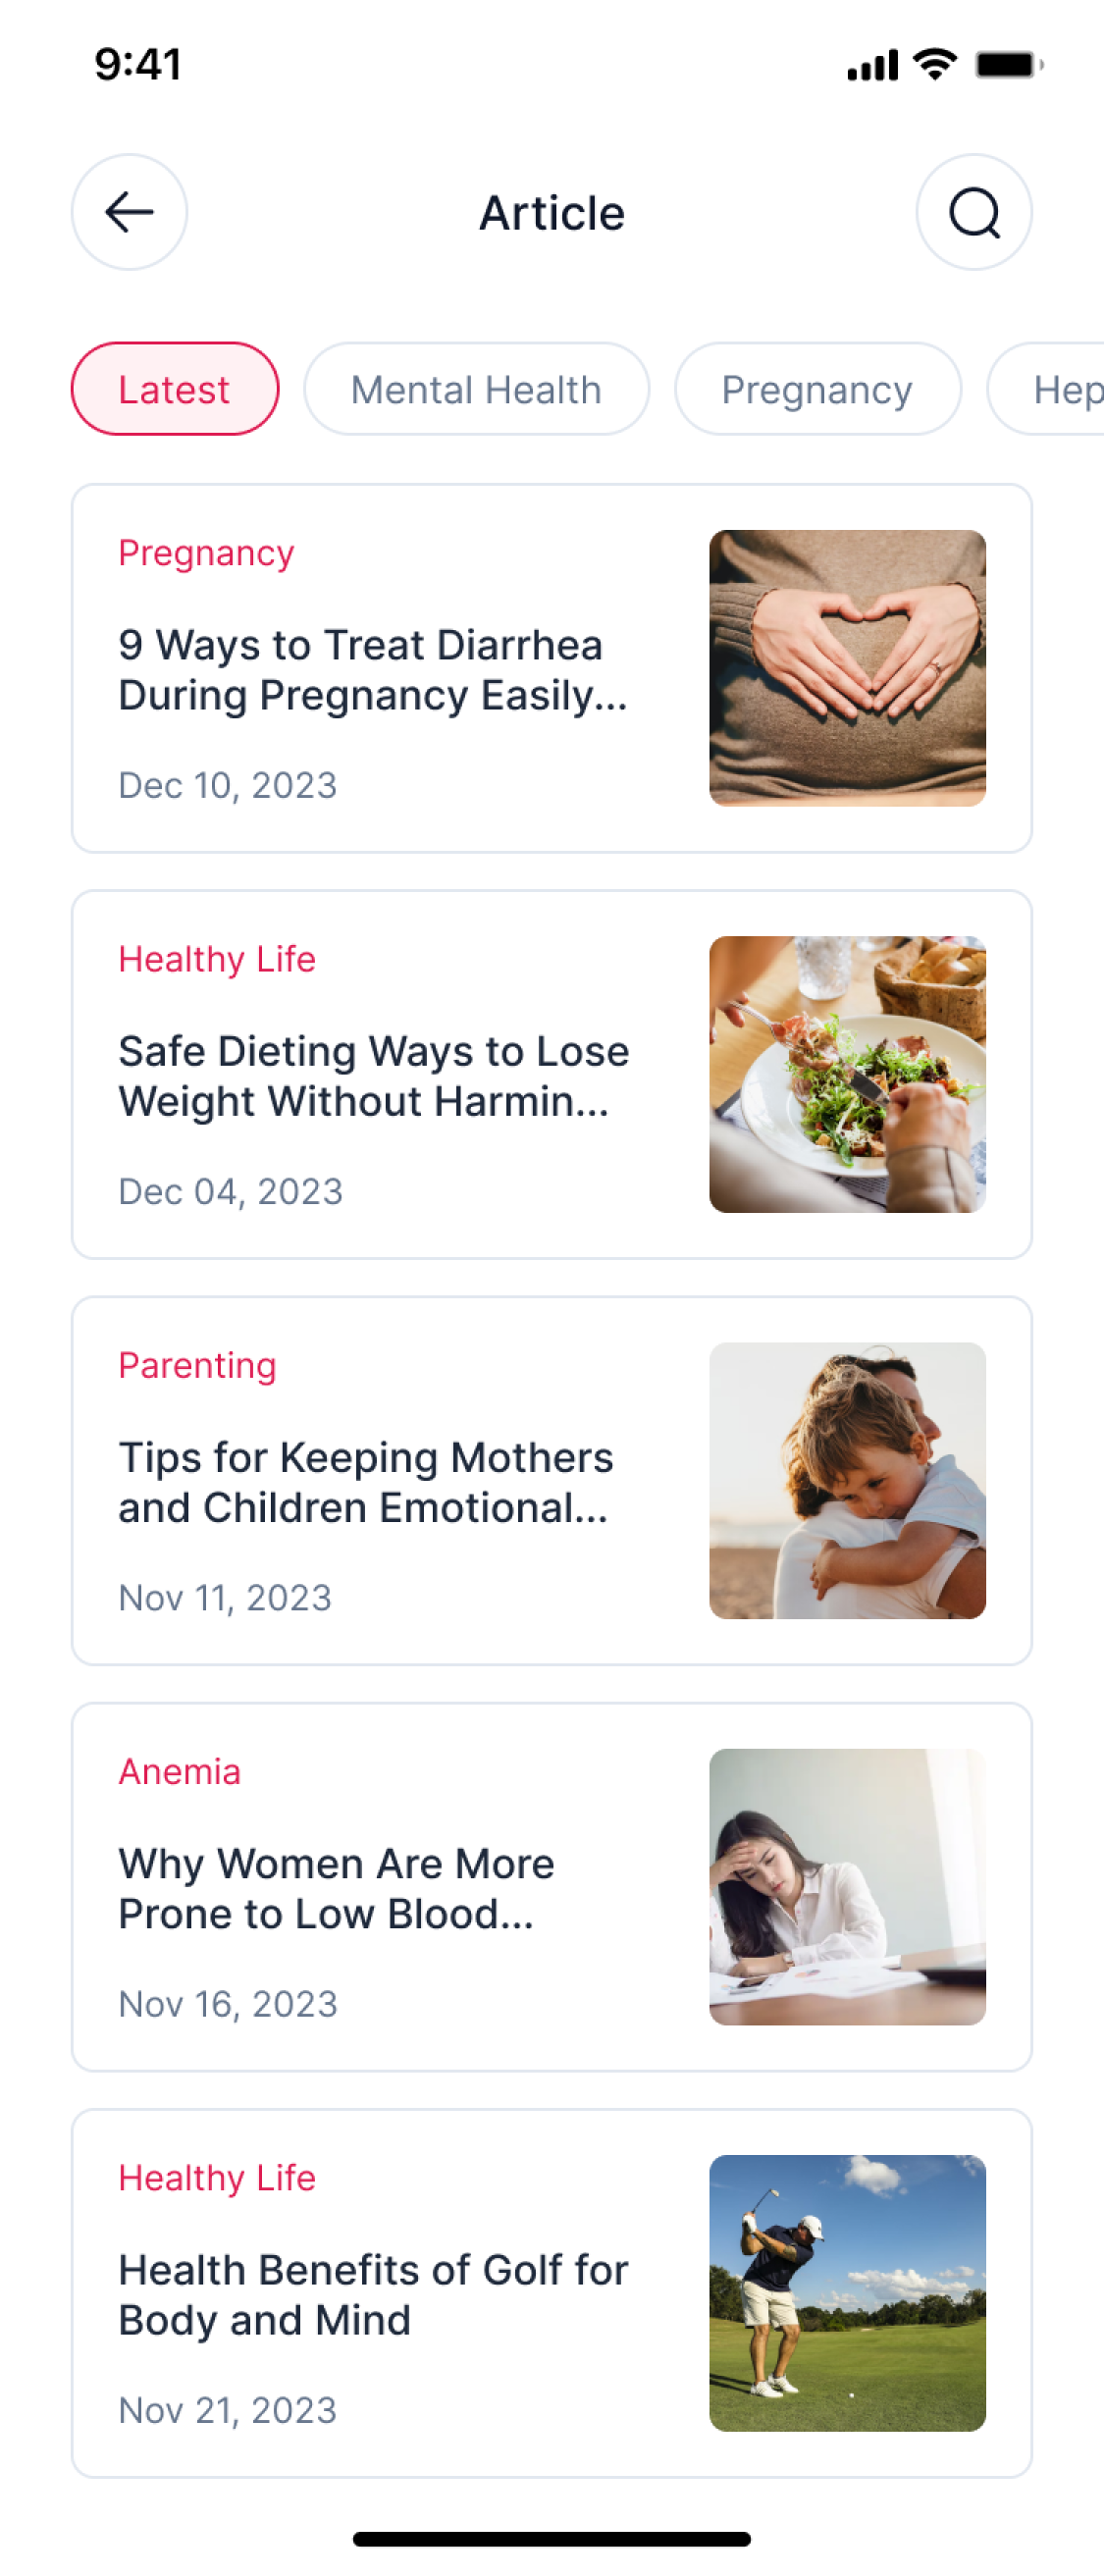 9:41
Article
Latest
Mental Health
Pregnancy
Hep
Pregnancy
9 Ways to Treat Diarrhea
During Pregnancy Easily...
Dec 10, 2023
Healthy Life
Safe Dieting Ways to Lose
Weight Without Harmin...
Dec 04, 2023
Parenting
Tips for Keeping Mothers
and Children Emotional...
Nov 11, 2023
Anemia
Why Women Are More
Prone to Low Blood...
Nov 16, 2023
Healthy Life
Health Benefits of Golf for
Body and Mind
Nov 21, 2023